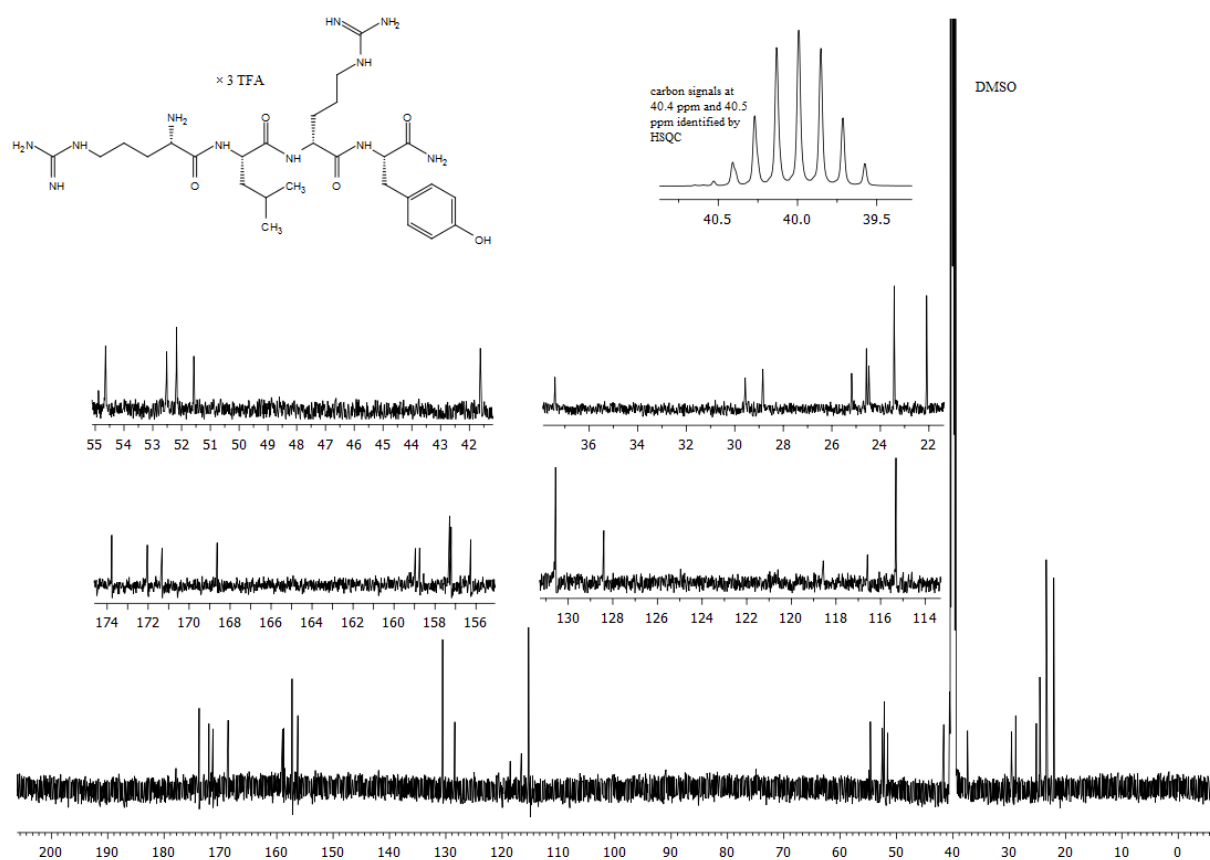 HN
NH2
NH
× 3 TFA
NH2
H2N
NH
NH
O
NH
O
NH
O
NH
O
NH2
CH3
CH3
OH
carbon signals at
40.4 ppm and 40.5
ppm identified by
HSQC
40.5 40.0 39.5
DMSO
55 54 53 52 51 50 49 48 47 46 45 44 43 42
36 34 32 30 28 26 24 22
174 172 170 168 166 164 162 160 158 156
130 128 126 124 122 120 118 116 114
200 190 180 170 160 150 140 130 120 110 100 90 80 70 60 50 40 30 20 10 0